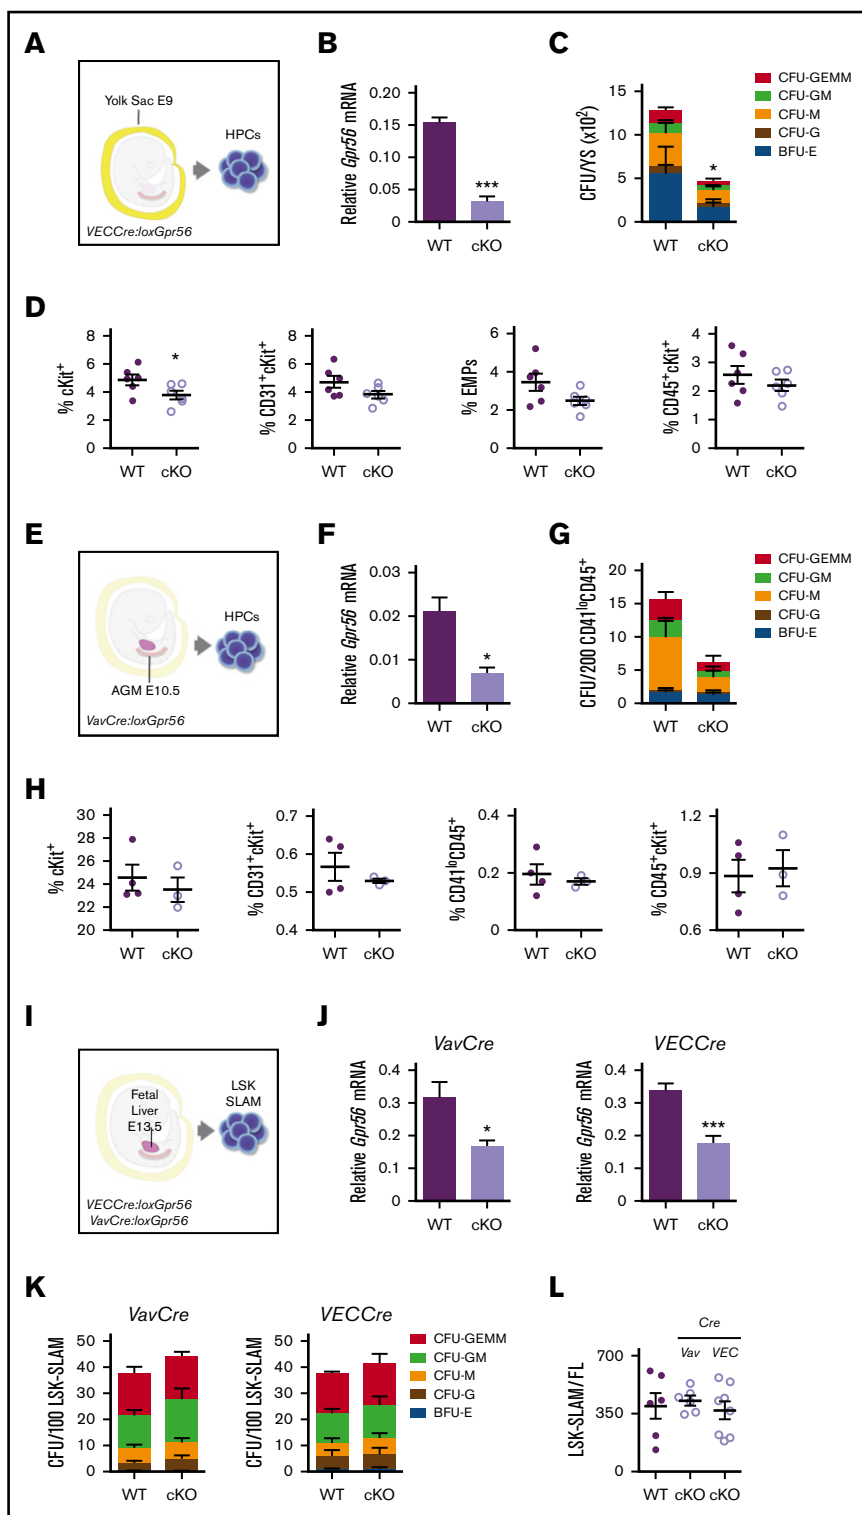 A
Yolk Sac E9
HPCs
VECCre:loxGpr56
B
Relative Gpr56 mRNA
0.20
0.15
0.10
0.05
0
***
WT cKO
C
CFU/YS (x10²)
15
10
5
0
*
WT cKO
CFU-GEMM
CFU-GM
CFU-M
CFU-G
BFU-E
D
% cKit⁺
8
6
4
2
0
*
WT cKO
% CD31⁺cKit⁺
8
6
4
2
0
WT cKO
% EMPs
6
4
2
0
WT cKO
% CD45⁺cKit⁺
4
3
2
1
0
WT cKO
E
HPCs
AGM E10.5
VavCre:loxGpr56
F
Relative Gpr56 mRNA
0.03
0.02
0.01
0
*
WT cKO
G
CFU/200 CD41ˡᵒCD45⁺
20
15
10
5
0
WT cKO
CFU-GEMM
CFU-GM
CFU-M
CFU-G
BFU-E
H
% cKit⁺
30
28
26
24
22
20
WT cKO
% CD31⁺cKit⁺
0.7
0.6
0.5
0.4
WT cKO
% CD41ˡᵒCD45⁺
0.4
0.2
0
WT cKO
% CD45⁺cKit⁺
1.2
0.9
0.6
WT cKO
I
Fetal
Liver
E13.5
LSK
SLAM
VECCre:loxGpr56
VavCre:loxGpr56
J
VavCre
Relative Gpr56 mRNA
0.4
0.3
0.2
0.1
0
*
WT cKO
VECCre
Relative Gpr56 mRNA
0.4
0.3
0.2
0.1
0
***
WT cKO
K
VavCre
CFU/100 LSK-SLAM
50
40
30
20
10
0
WT cKO
VECCre
CFU/100 LSK-SLAM
50
40
30
20
10
0
WT cKO
CFU-GEMM
CFU-GM
CFU-M
CFU-G
BFU-E
L
Cre
Vav VEC
LSK-SLAM/FL
700
350
0
WT cKO cKO